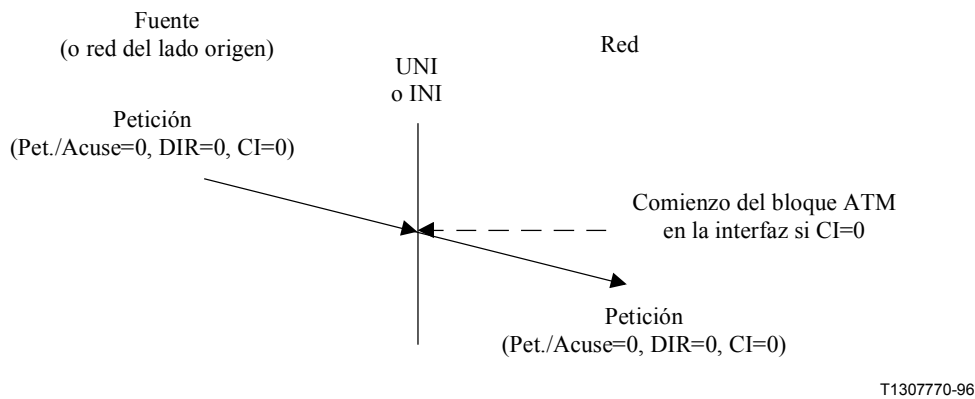 Fuente
(o red del lado origen)
Red
UNI
o INI
Petición
(Pet./Acuse=0, DIR=0, CI=0)
Comienzo del bloque ATM
en la interfaz si CI=0
Petición
(Pet./Acuse=0, DIR=0, CI=0)
T1307770-96